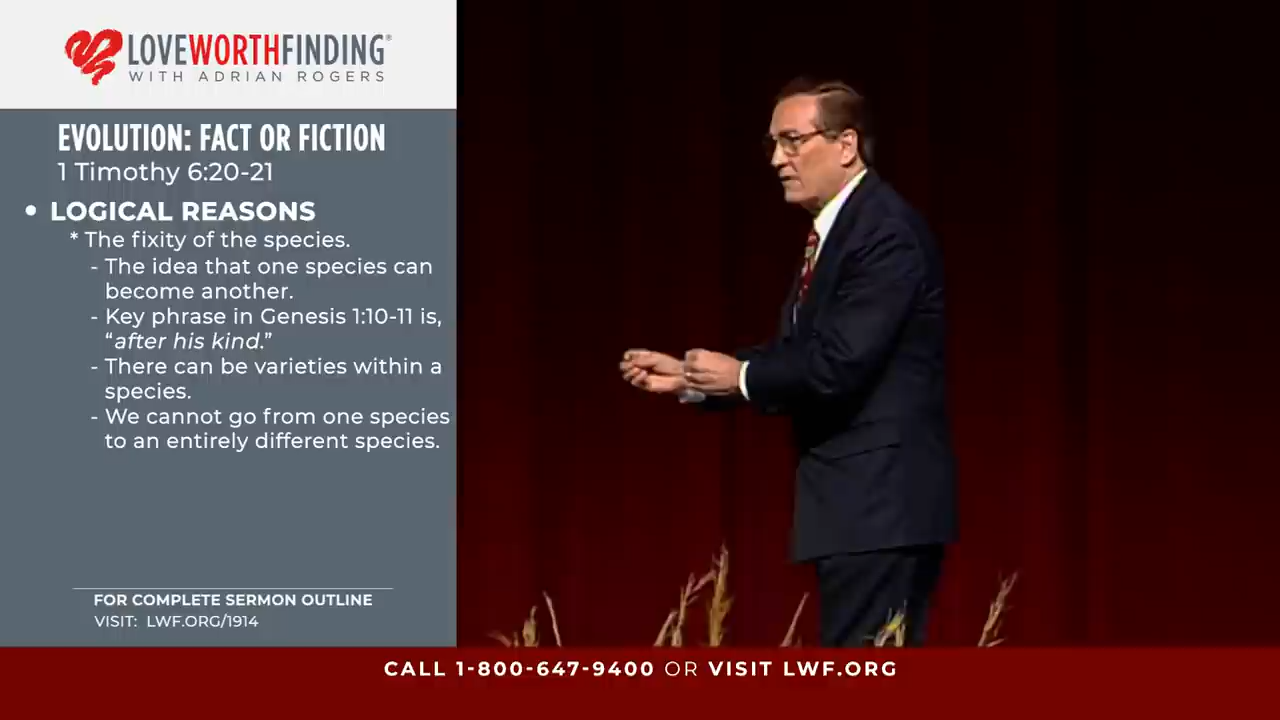 LOVEWORTHFINDING®
WITH ADRIAN ROGERS
EVOLUTION: FACT OR FICTION
1 Timothy 6:20-21
• LOGICAL REASONS
* The fixity of the species.
- The idea that one species can
become another.
- Key phrase in Genesis 1:10-11 is,
“after his kind.”
- There can be varieties within a
species.
- We cannot go from one species
to an entirely different species.
FOR COMPLETE SERMON OUTLINE
VISIT: LWF.ORG/1914
CALL 1-800-647-9400 OR VISIT LWF.ORG